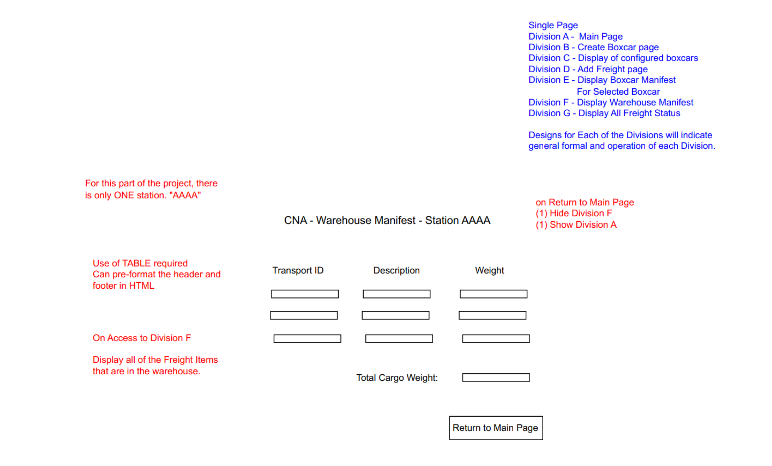 Single Page
Division A - Main Page
Division B - Create Boxcar page
Division C - Display of configured boxcars
Division D - Add Freight page
Division E - Display Boxcar Manifest
For Selected Boxcar
Division F - Display Warehouse Manifest
Division G - Display All Freight Status
Designs for Each of the Divisions will indicate
general formal and operation of each Division.
For this part of the project, there
is only ONE station. "AAAA"
on Return to Main Page
(1) Hide Division F
(1) Show Division A
CNA - Warehouse Manifest - Station AAAA
Use of TABLE required
Can pre-format the header and
footer in HTML
Transport ID Description Weight
On Access to Division F
Display all of the Freight Items
that are in the warehouse.
Total Cargo Weight:
Return to Main Page